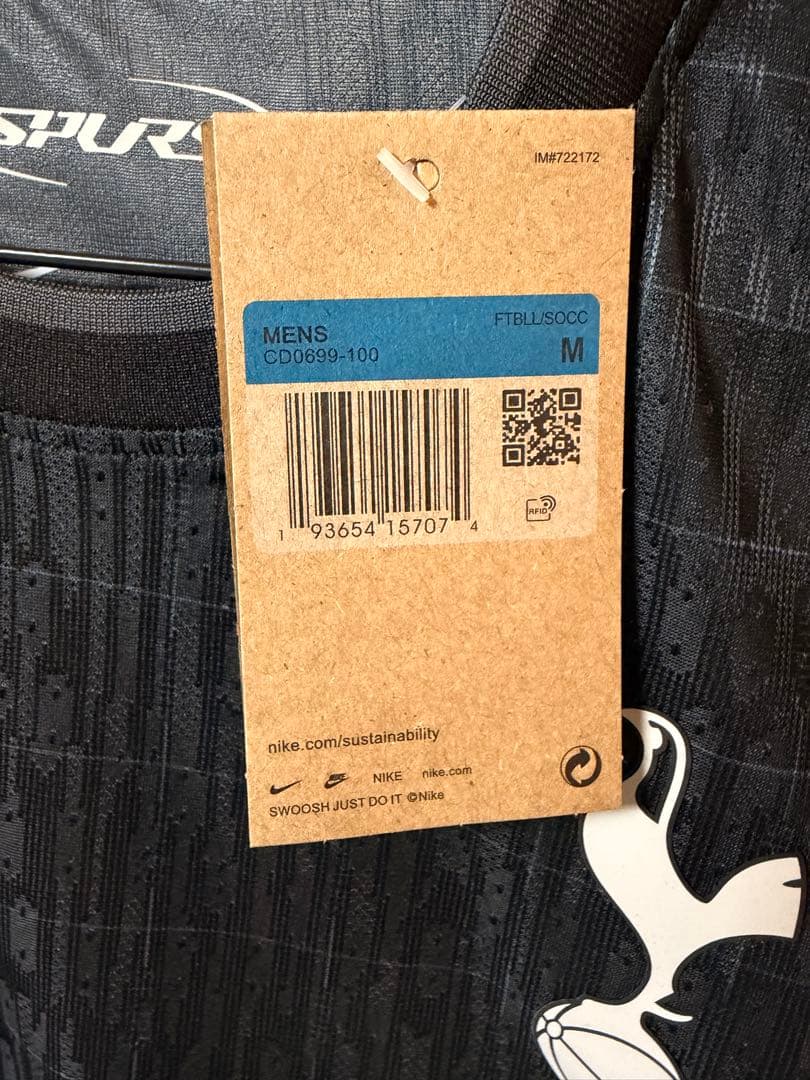 SPURS
IM#722172
FTBLL/SOCC
MENS
CD0699-100
M
RFID
1 93654 15707 4
nike.com/sustainability
NIKE nike.com
SWOOSH JUST DO IT ©Nike